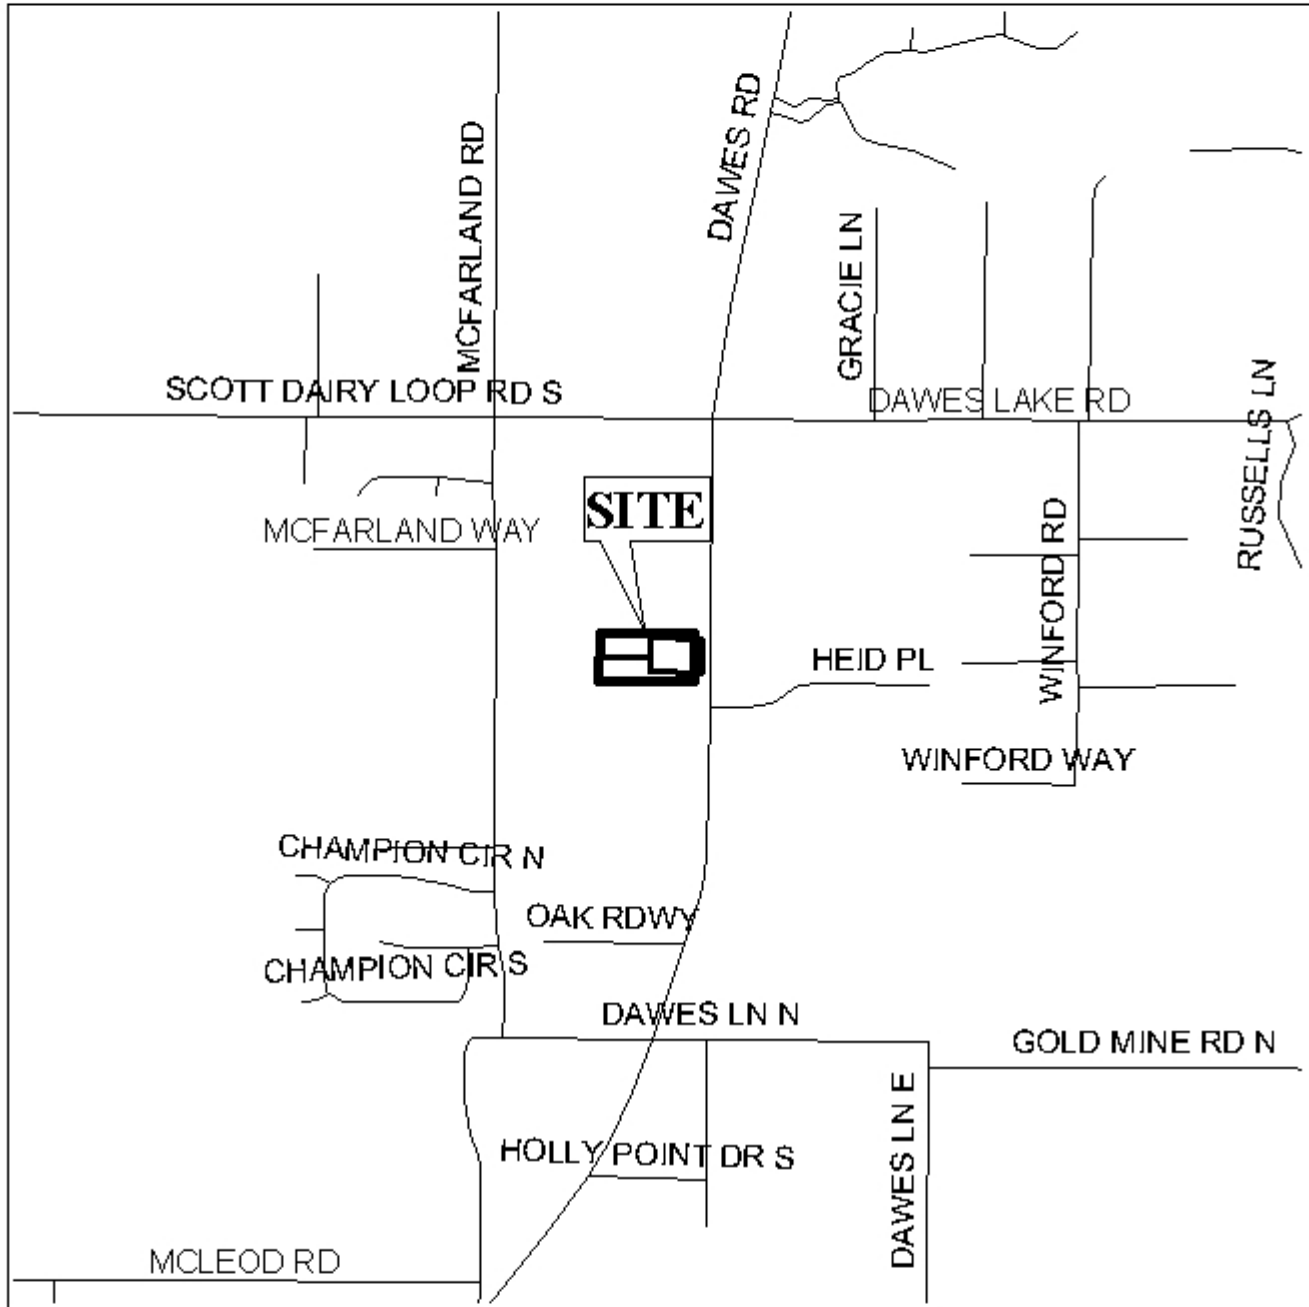 MCFARLAND RD
DAWES RD
GRACIE LN
SCOTT DAIRY LOOP RD S
DAWES LAKE RD
RUSSELLS LN
SITE
MCFARLAND WAY
WINFORD RD
HEID PL
WINFORD WAY
CHAMPION CIR N
OAK RDWY
CHAMPION CIR S
DAWES LN N
GOLD MINE RD N
DAWES LN E
HOLLY POINT DR S
MCLEOD RD